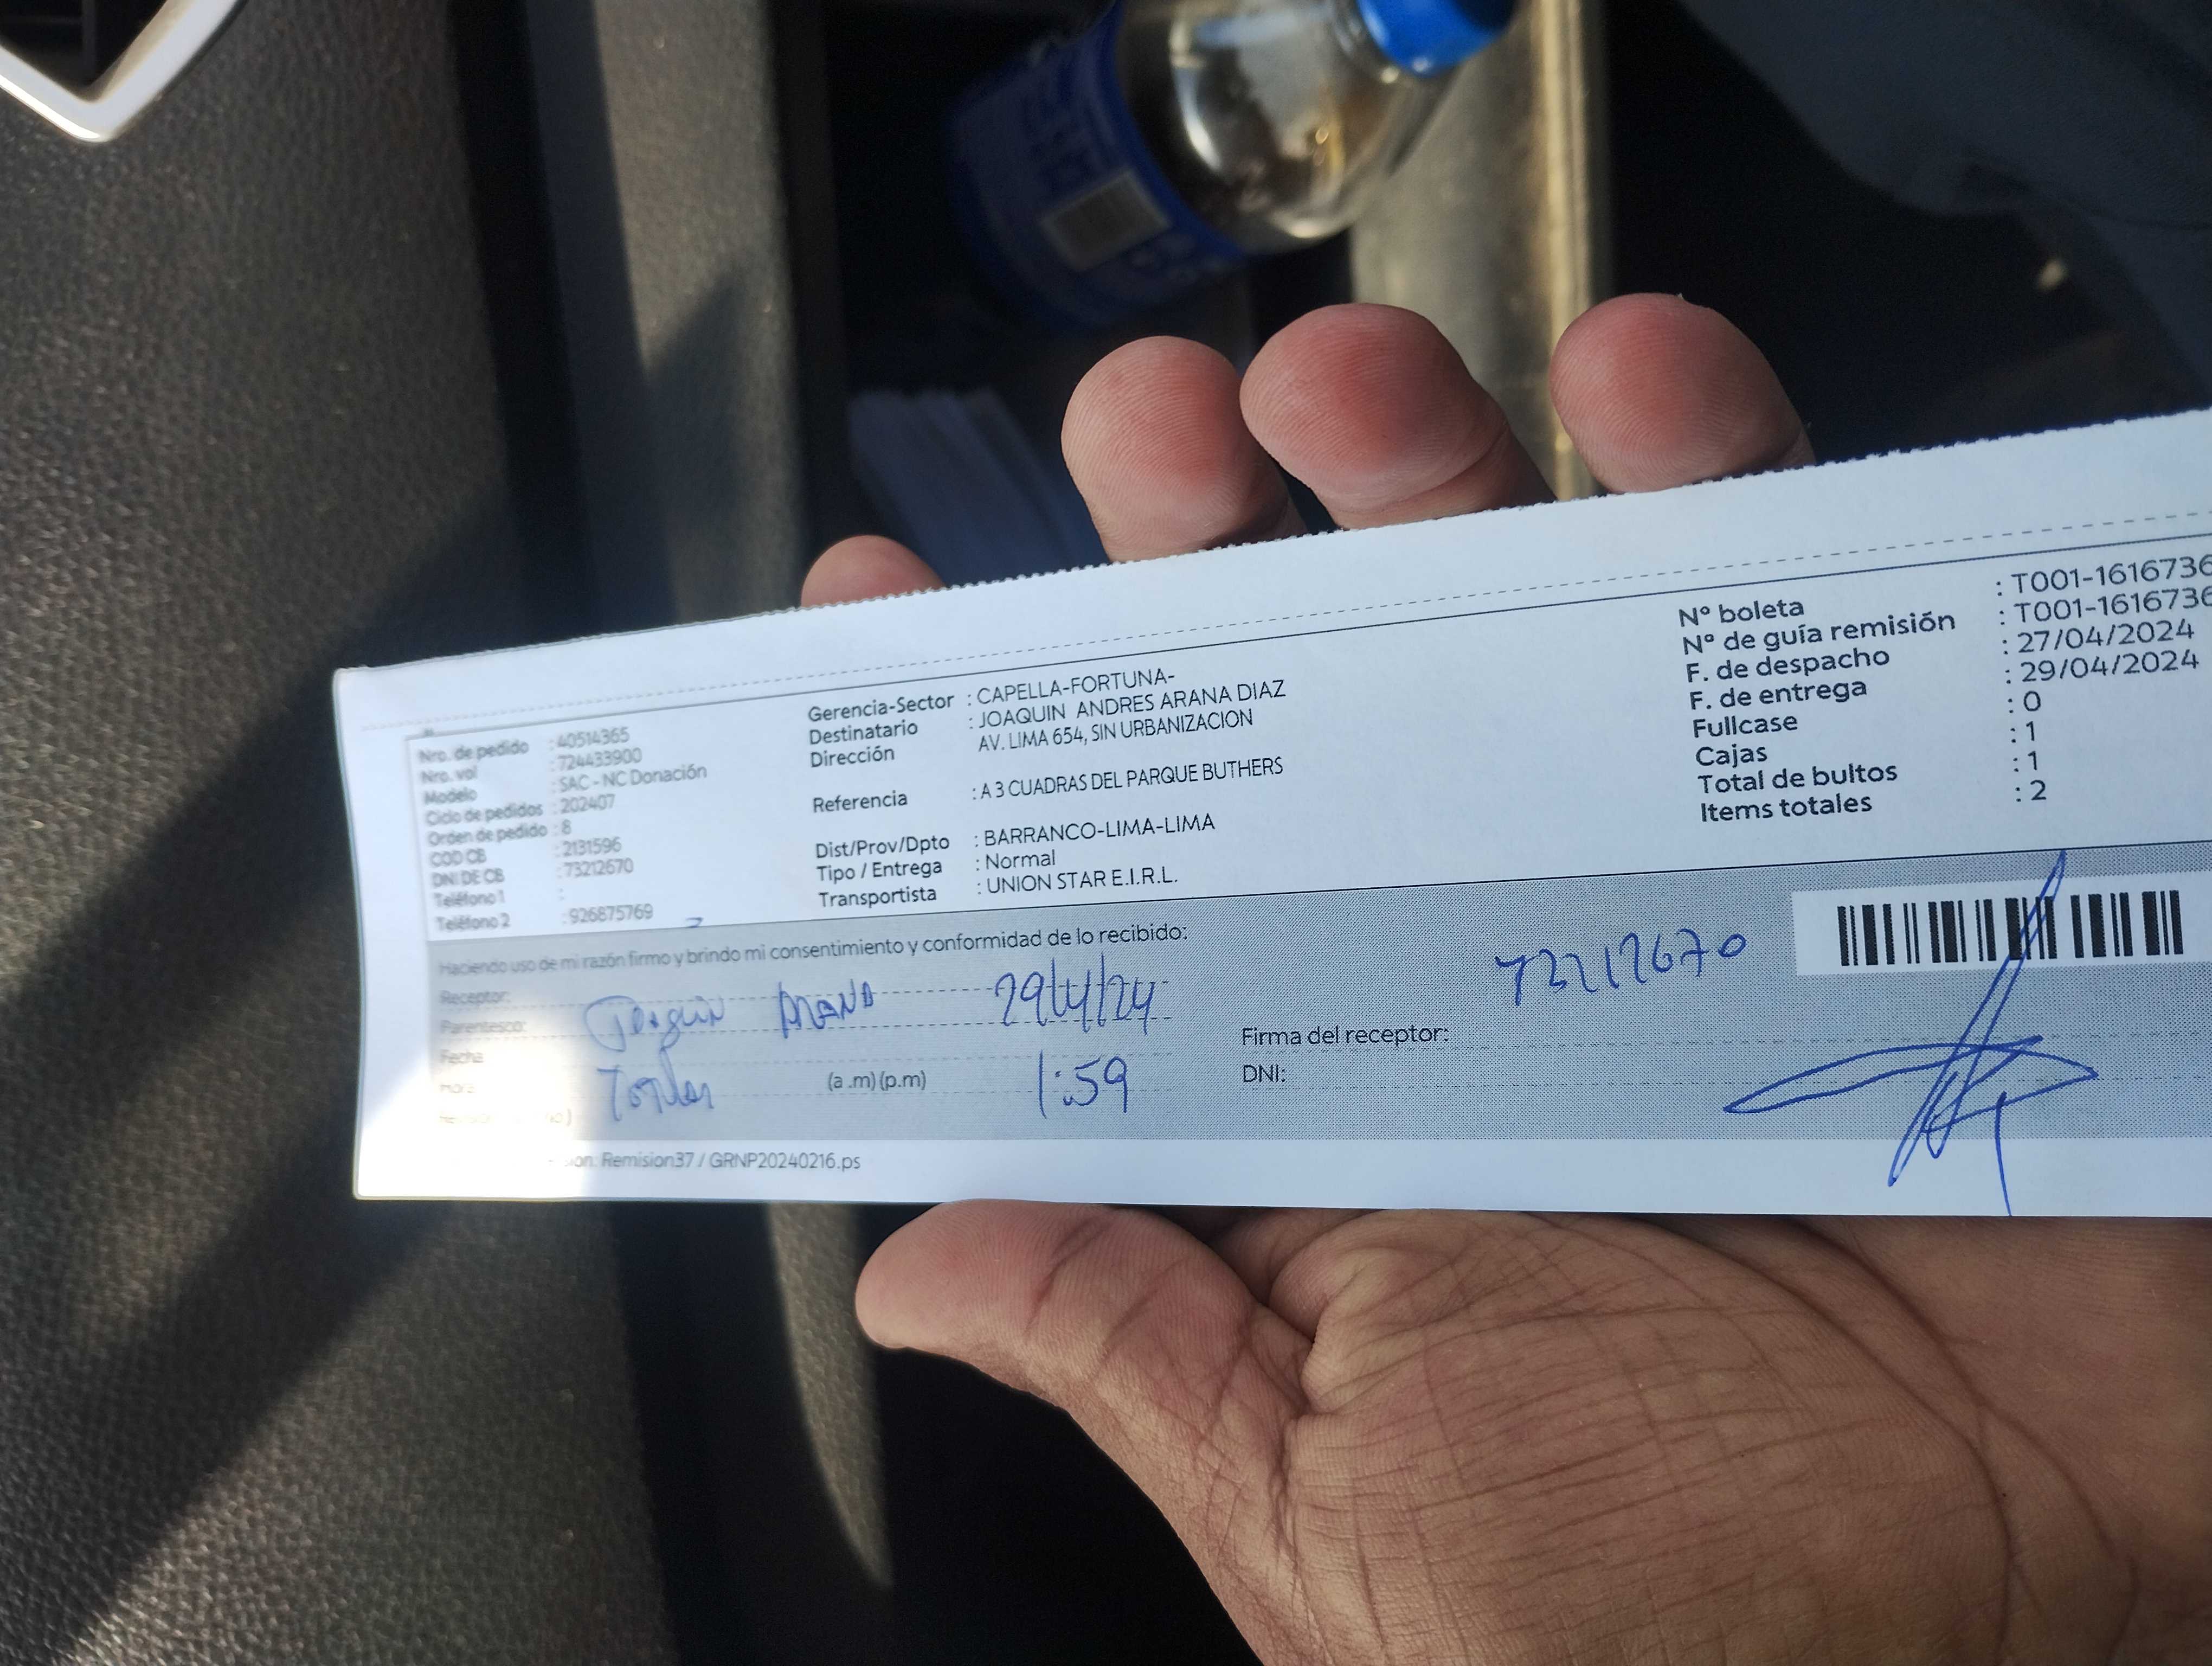 Nro. de pedido : 40514365
Nro. vol : 724433900
Modelo : SAC - NC Donación
Ciclo de pedidos : 202407
Orden de pedido : 8
COD CB : 2131596
DNI DE CB : 73212670
Teléfono 1 :
Teléfono 2 : 926875769
Gerencia-Sector : CAPELLA-FORTUNA-
Destinatario : JOAQUIN ANDRES ARANA DIAZ
Dirección AV. LIMA 654, SIN URBANIZACION
Referencia : A 3 CUADRAS DEL PARQUE BUTHERS
Dist/Prov/Dpto : BARRANCO-LIMA-LIMA
Tipo / Entrega : Normal
Transportista : UNION STAR E.I.R.L.
Nº boleta : T001-1616736
Nº de guía remisión : T001-1616736
F. de despacho : 27/04/2024
F. de entrega : 29/04/2024
Fullcase : 0
Cajas : 1
Total de bultos : 1
Items totales : 2
Haciendo uso de mi razón firmo y brindo mi consentimiento y conformidad de lo recibido:
Receptor:
Parentesco:
Joaquin ARANA 29/4/24
Fecha
Hora (a .m) (p.m) 1:59
73212670
Firma del receptor:
DNI:
Remision37 / GRNP20240216.ps